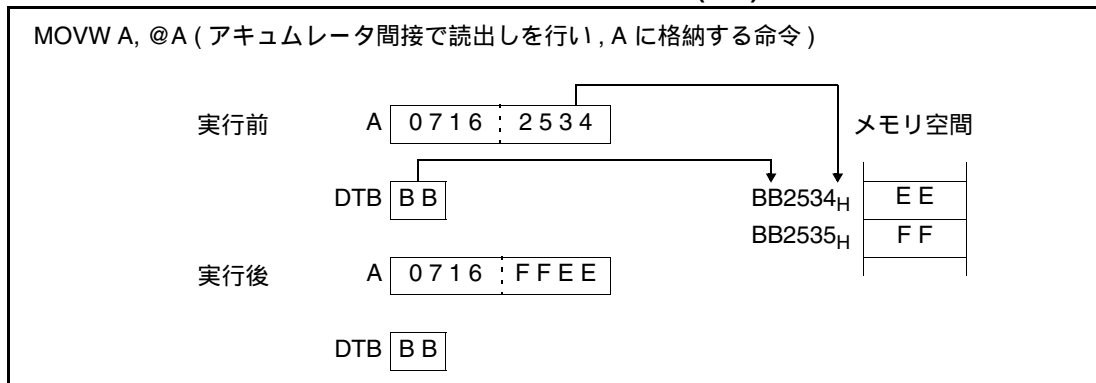 MOVW A, @A ( アキュムレータ間接で読出しを行い , A に格納する命令 )
実行前 A 0716 2534 メモリ空間
DTB BB BB2534H EE
BB2535H FF
実行後 A 0716 FFEE
DTB BB